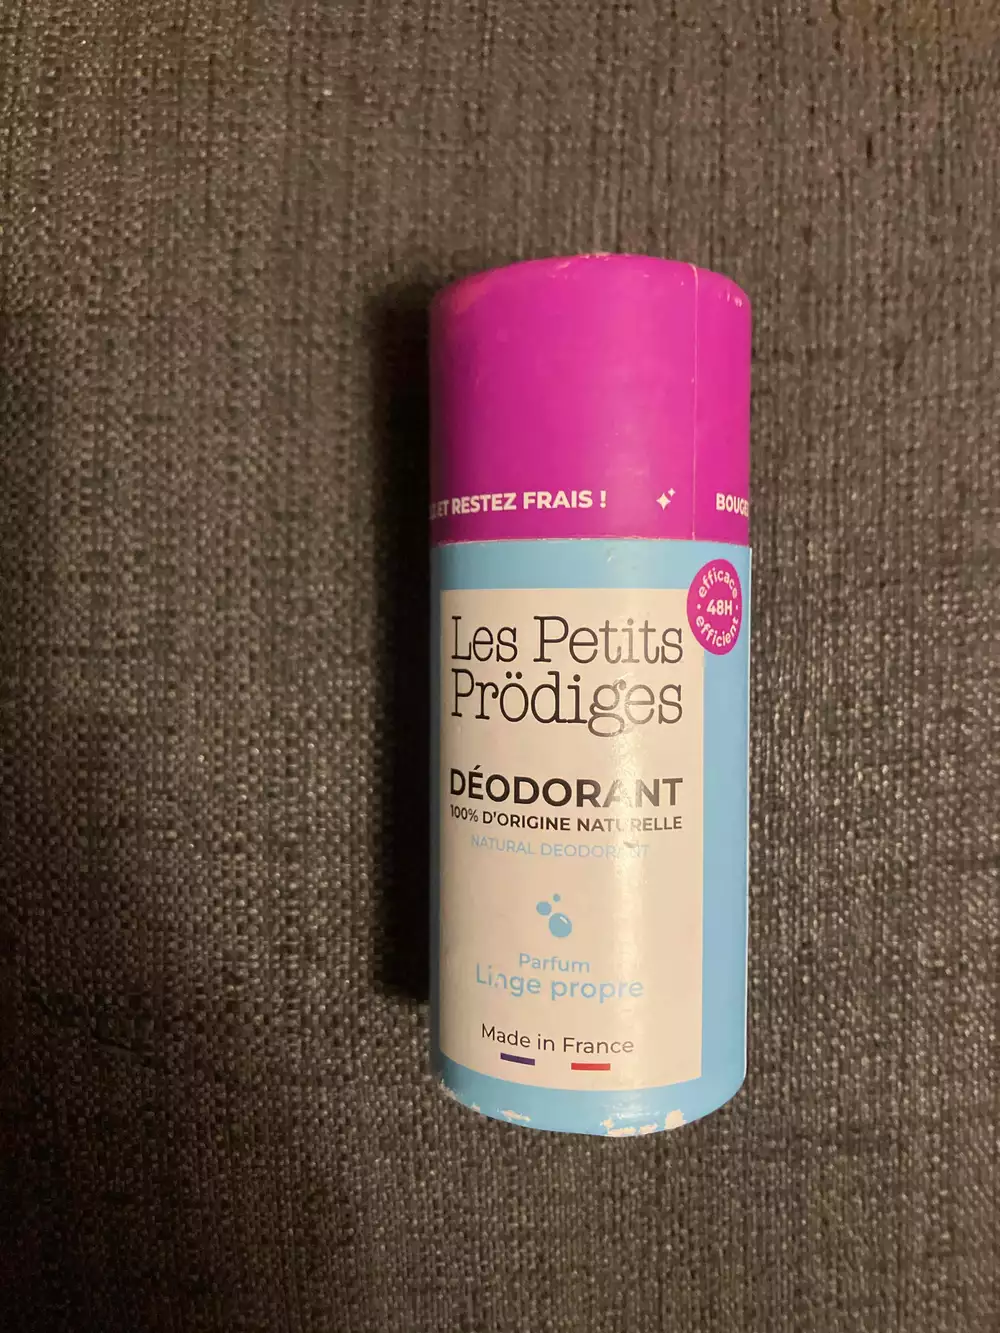 ET RESTEZ FRAIS !
efficace
48H
efficient
Les Petits
Prödiges
DÉODORANT
100% D'ORIGINE NATURELLE
NATURAL DEODORANT
Parfum
Linge propre
Made in France